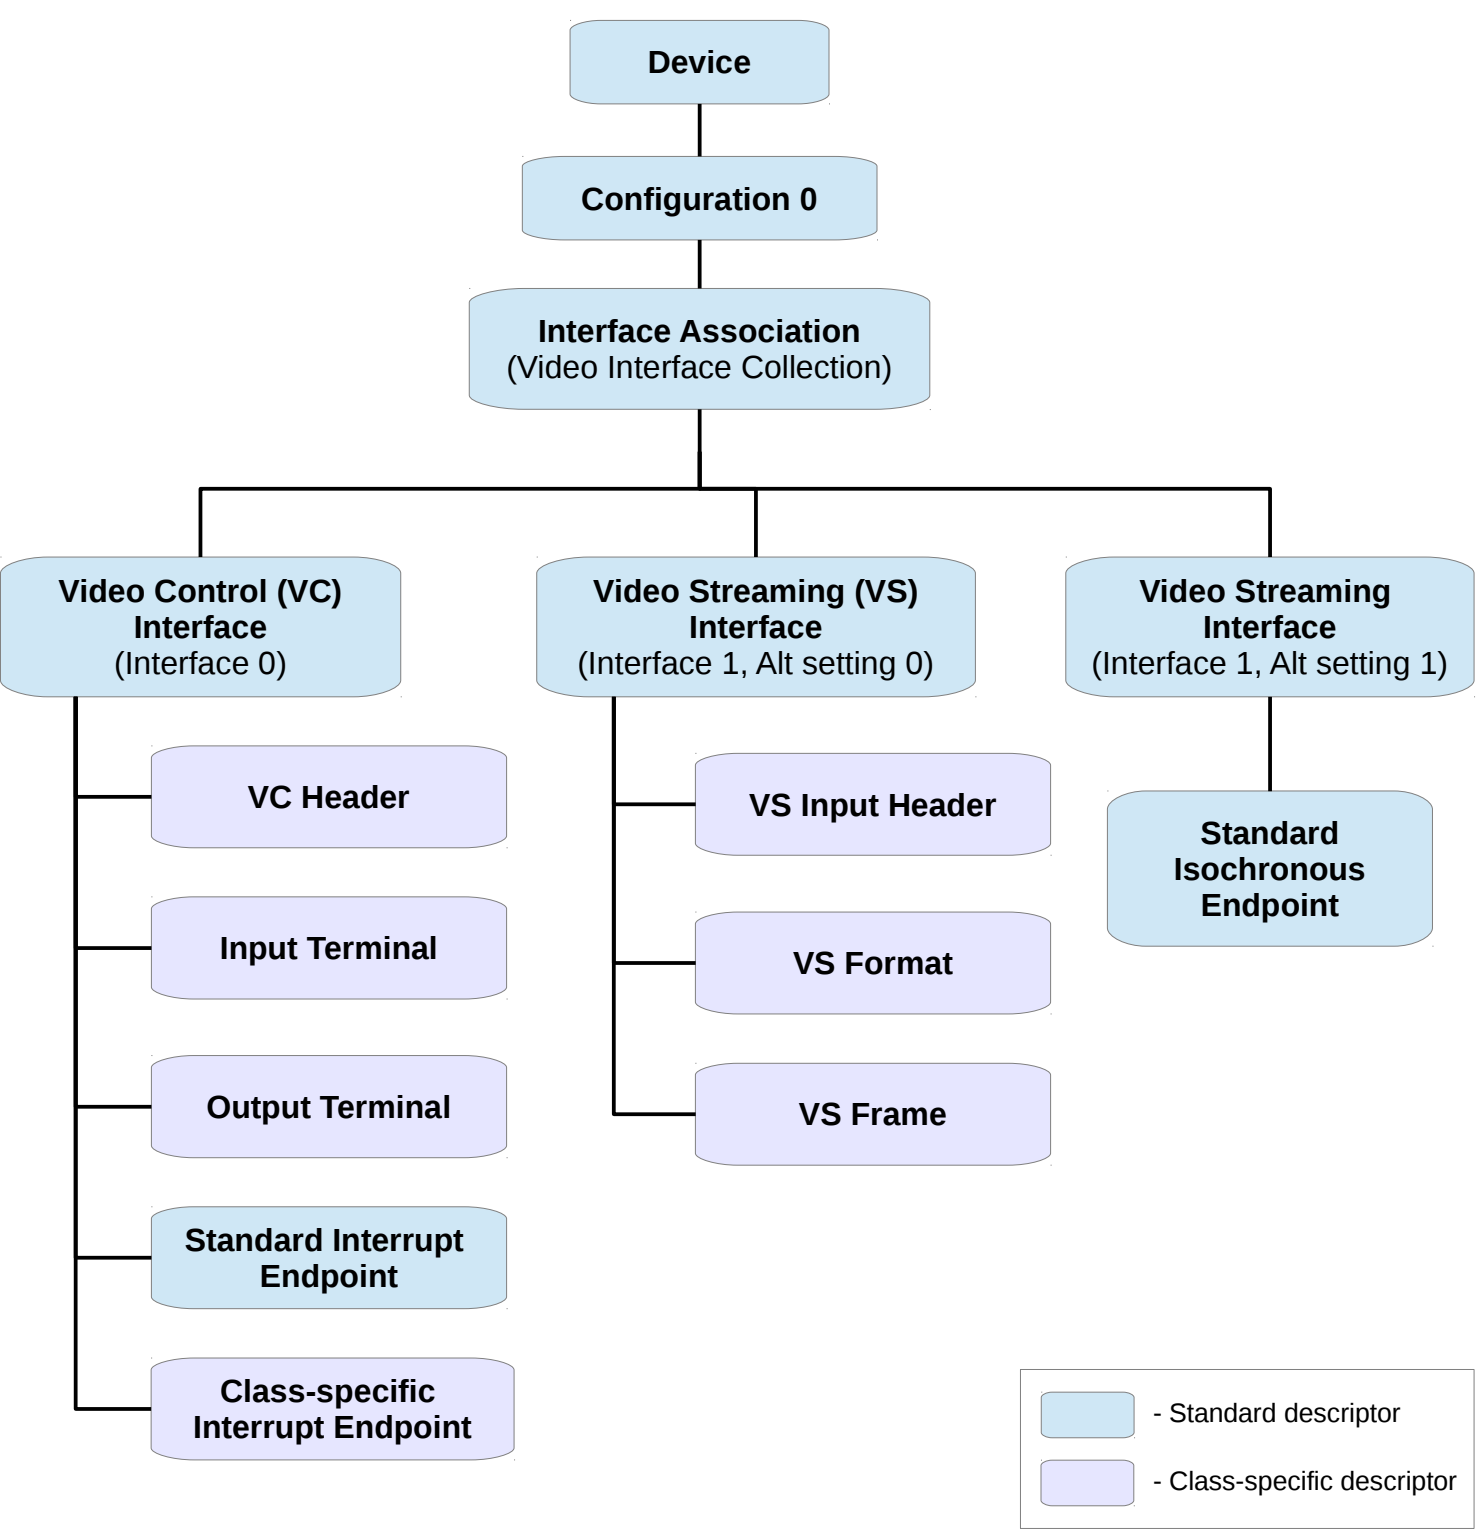 Device
Configuration 0
Interface Association
(Video Interface Collection)
Video Control (VC)
Interface
(Interface 0)
Video Streaming (VS)
Interface
(Interface 1, Alt setting 0)
Video Streaming
Interface
(Interface 1, Alt setting 1)
VC Header
Input Terminal
Output Terminal
Standard Interrupt
Endpoint
Class-specific
Interrupt Endpoint
VS Input Header
VS Format
VS Frame
Standard
Isochronous
Endpoint
- Standard descriptor
- Class-specific descriptor